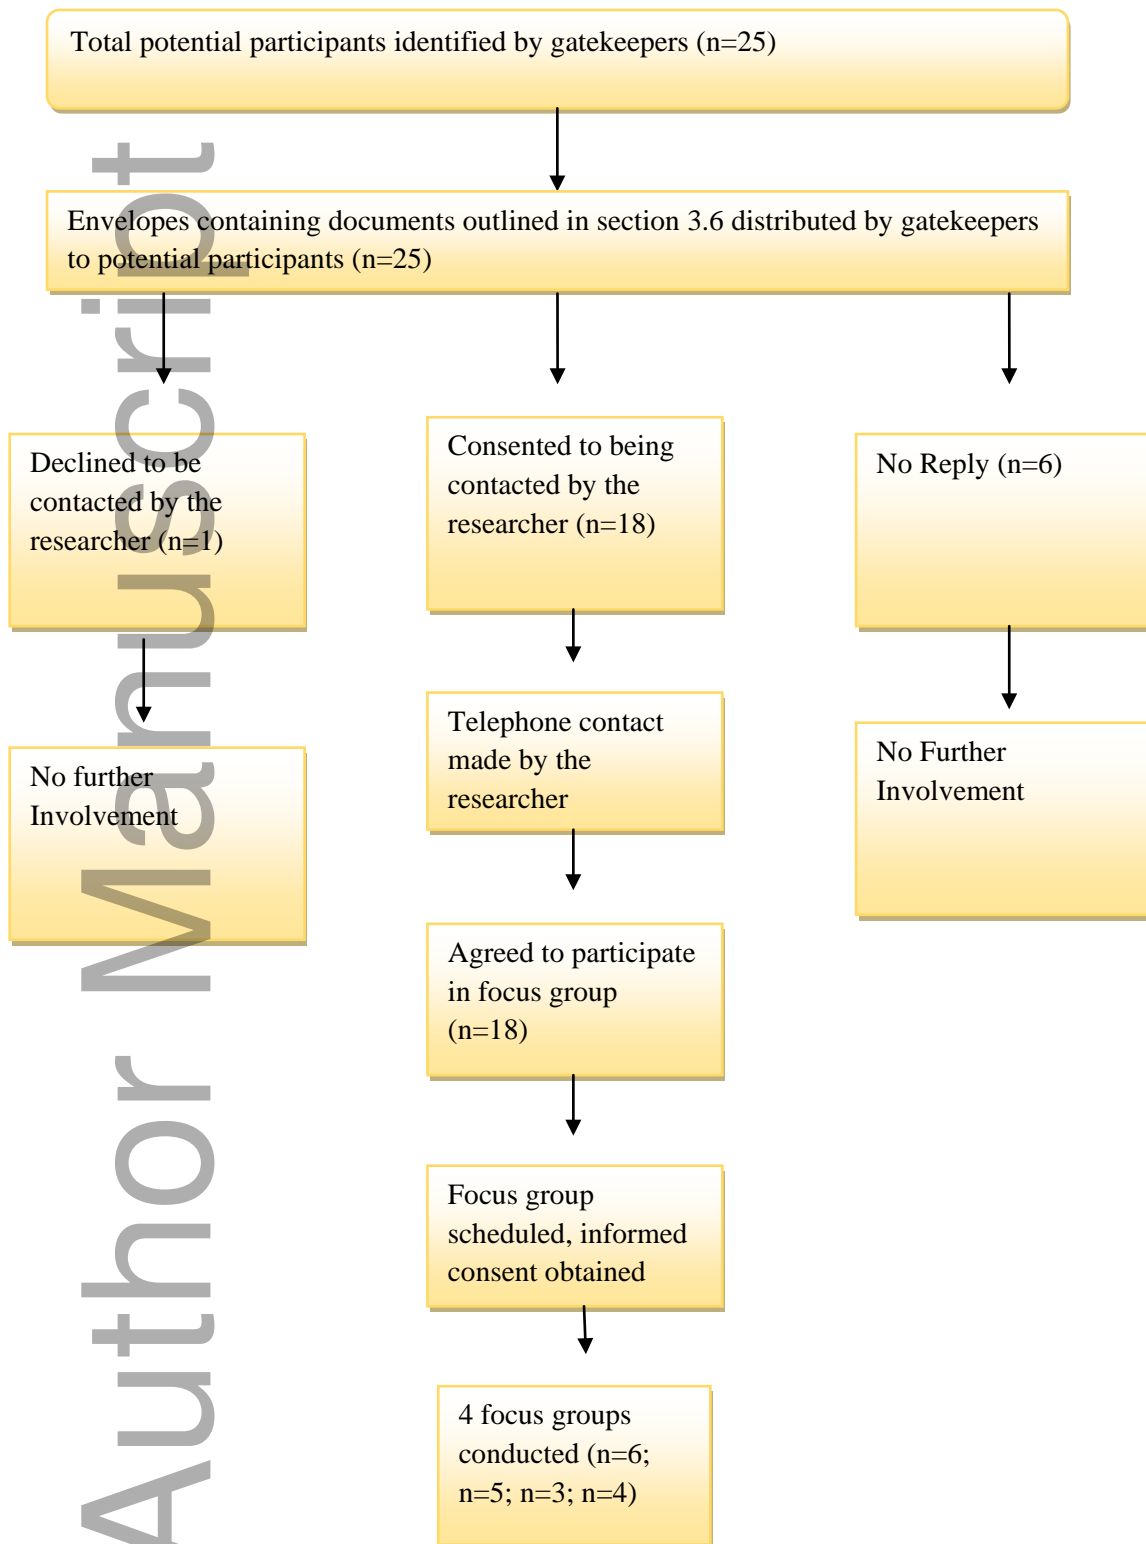 Total potential participants identified by gatekeepers (n=25)
Envelopes containing documents outlined in section 3.6 distributed by gatekeepers
to potential participants (n=25)
Declined to be
contacted by the
researcher (n=1)
Consented to being
contacted by the
researcher (n=18)
No Reply (n=6)
No further
Involvement
Telephone contact
made by the
researcher
No Further
Involvement
Agreed to participate
in focus group
(n=18)
Focus group
scheduled, informed
consent obtained
4 focus groups
conducted (n=6;
n=5; n=3; n=4)
Author Manuscript